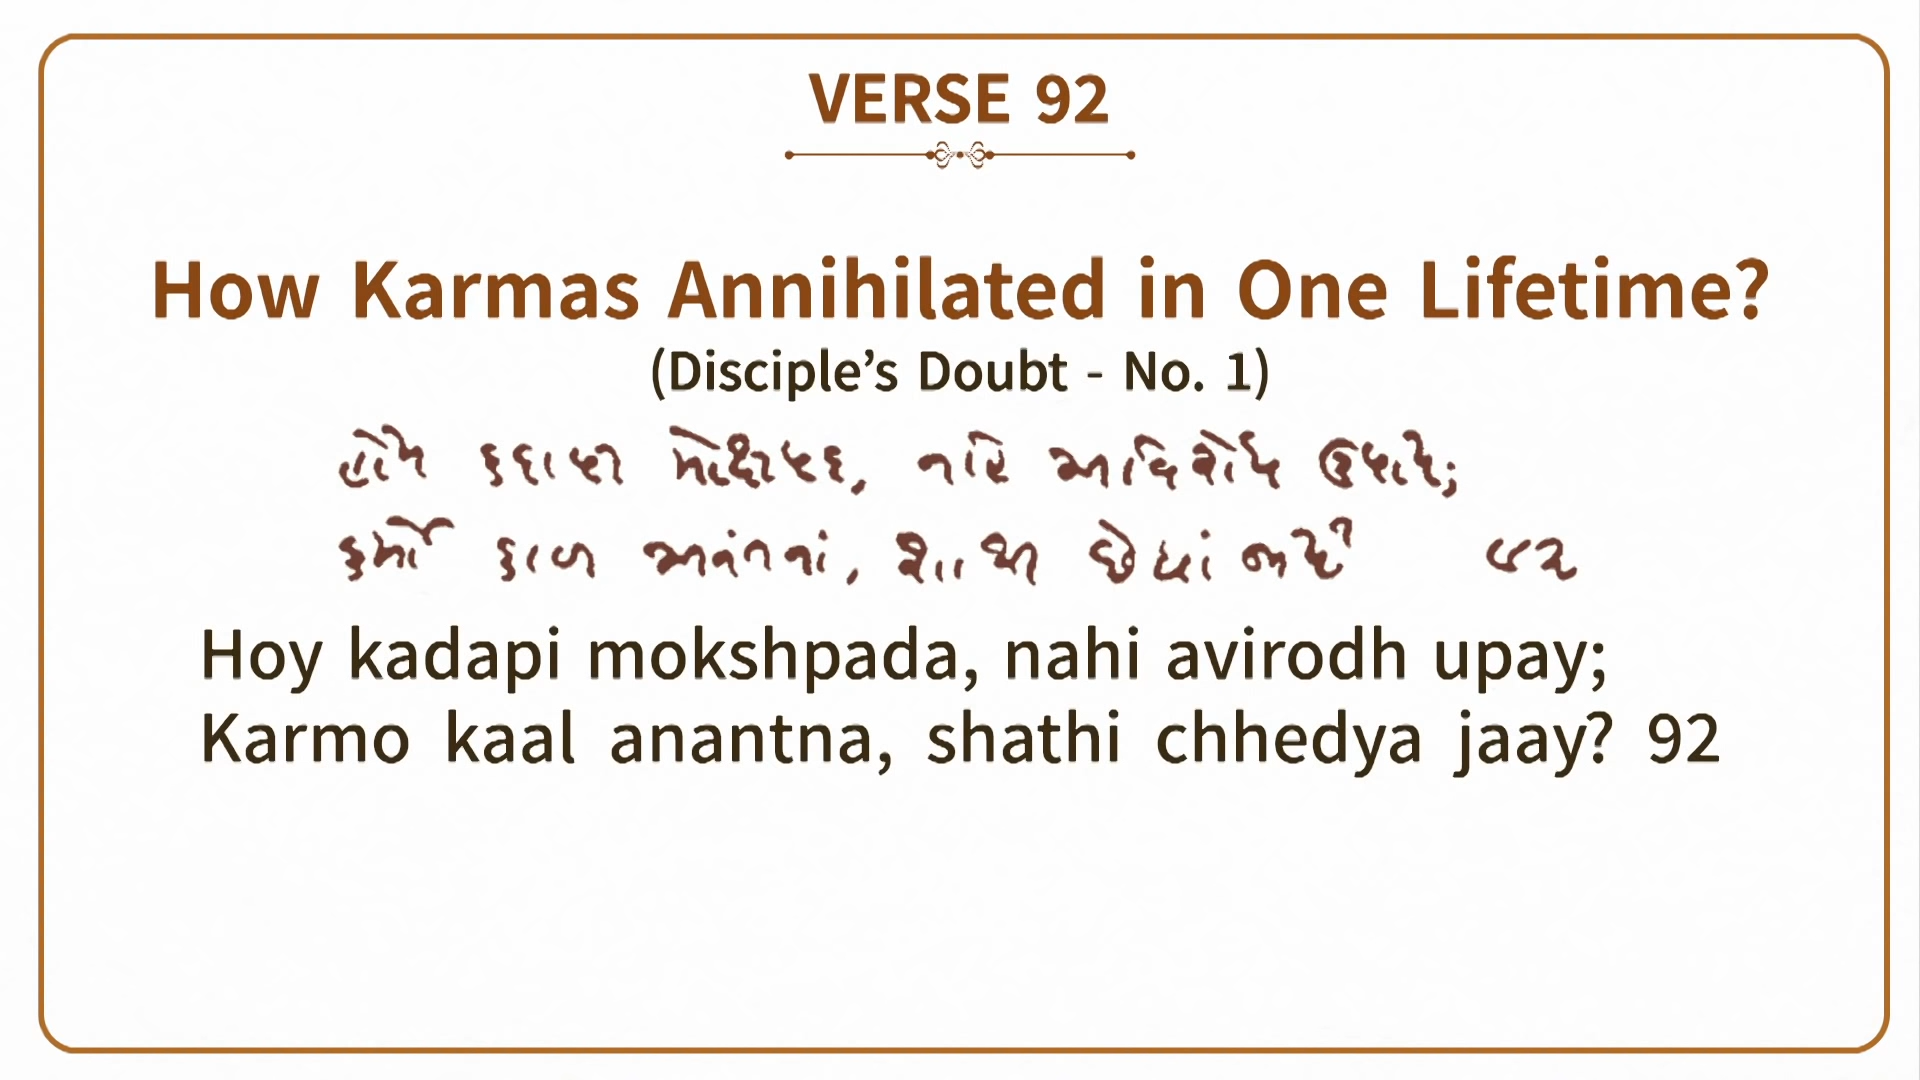 VERSE 92
How Karmas Annihilated in One Lifetime?
(Disciple’s Doubt - No. 1)
હોય કદાપી મોક્ષપદ, નહિ અવિરોધ ઉપાય;
કર્મો કાળ અનંતનાં, શાથી છેદ્યાં જાય? ૯૨
Hoy kadapi mokshpada, nahi avirodh upay;
Karmo kaal anantna, shathi chhedya jaay? 92